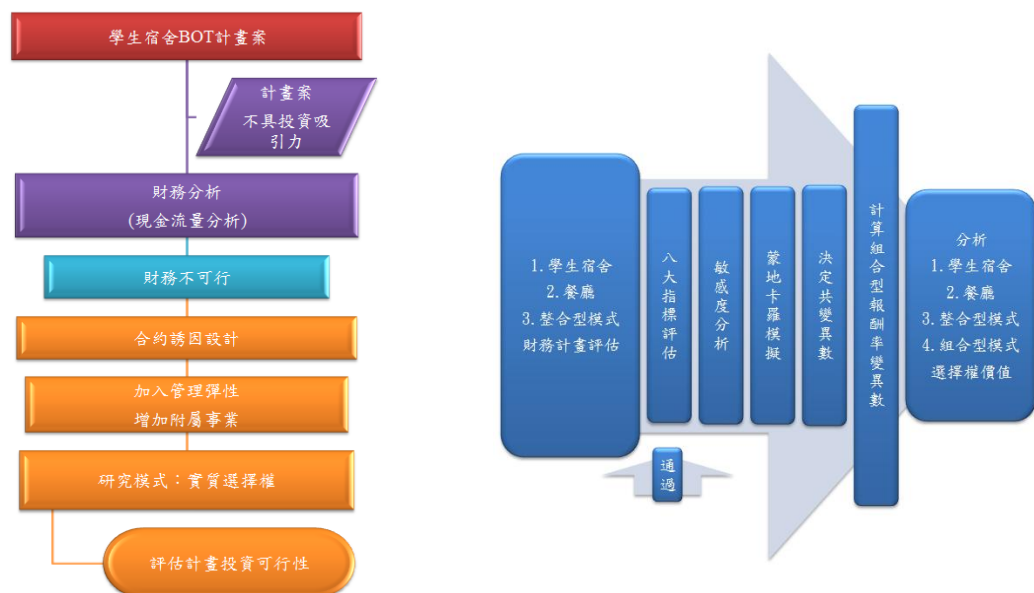 學生宿舍BOT計畫案
計畫案
不具投資吸
引力
財務分析
(現金流量分析)
財務不可行
合約誘因設計
加入管理彈性
增加附屬事業
研究模式：實質選擇權
評估計畫投資可行性
1.學生宿舍
2.餐廳
3.整合型模式
財務計畫評估
八大指標評估
通過
敏感度分析
蒙地卡羅模擬
決定共變異數
計算組合型報酬率變異數
分析
1.學生宿舍
2.餐廳
3.整合型模式
4.組合型模式
選擇權價值